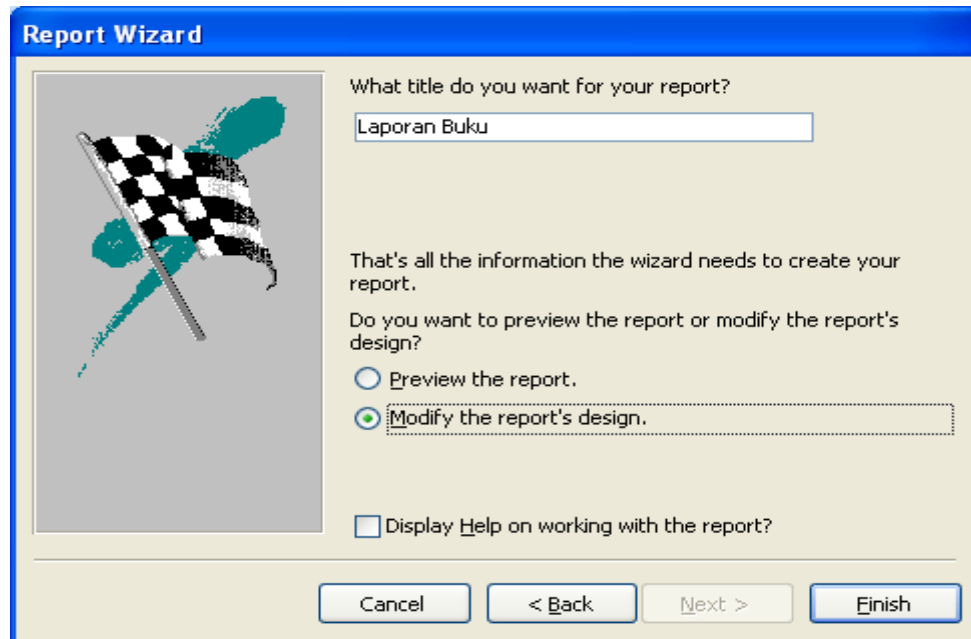 Report Wizard
What title do you want for your report?
Laporan Buku
That's all the information the wizard needs to create your
report.
Do you want to preview the report or modify the report's
design?
Preview the report.
Modify the report's design.
Display Help on working with the report?
Cancel < Back Next > Finish